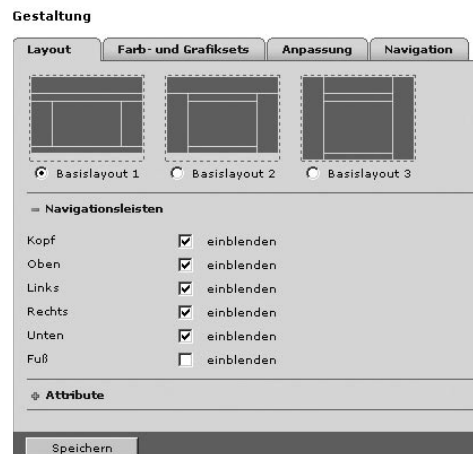 Gestaltung
Layout Farb- und Grafiksets Anpassung Navigation
Basislayout 1 Basislayout 2 Basislayout 3
Navigationsleisten
Kopf einblenden
Oben einblenden
Links einblenden
Rechts einblenden
Unten einblenden
Fuß einblenden
Attribute
Speichern